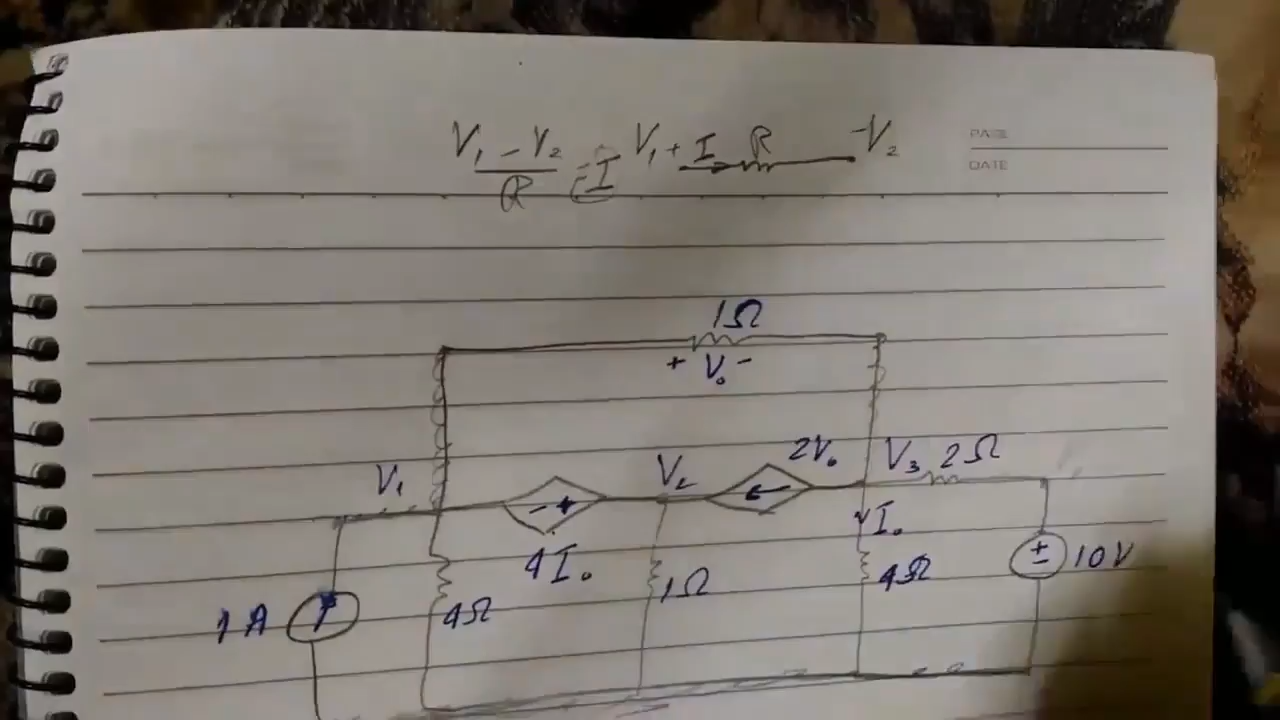 V₁ - V₂ / R = I V₁ + I R -V₂
PAGE
DATE
1Ω
+ V₀ -
V₁ V₂ 2V₀ V₃ 2Ω
- + I₀
4I₀ 1Ω 4Ω + - 10V
1A 4Ω